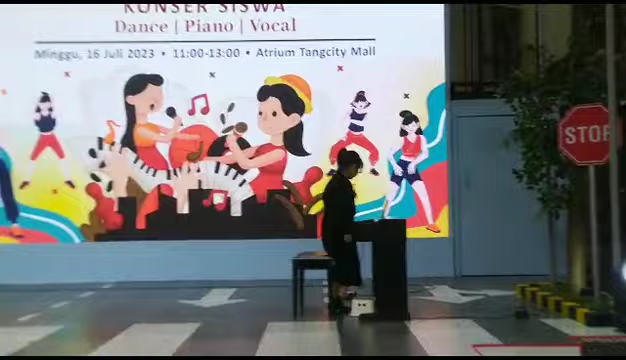 KONSER SISWA
Dance | Piano | Vocal
Minggu, 16 Juli 2023 • 11:00-13:00 • Atrium Tangcity Mall
STOP